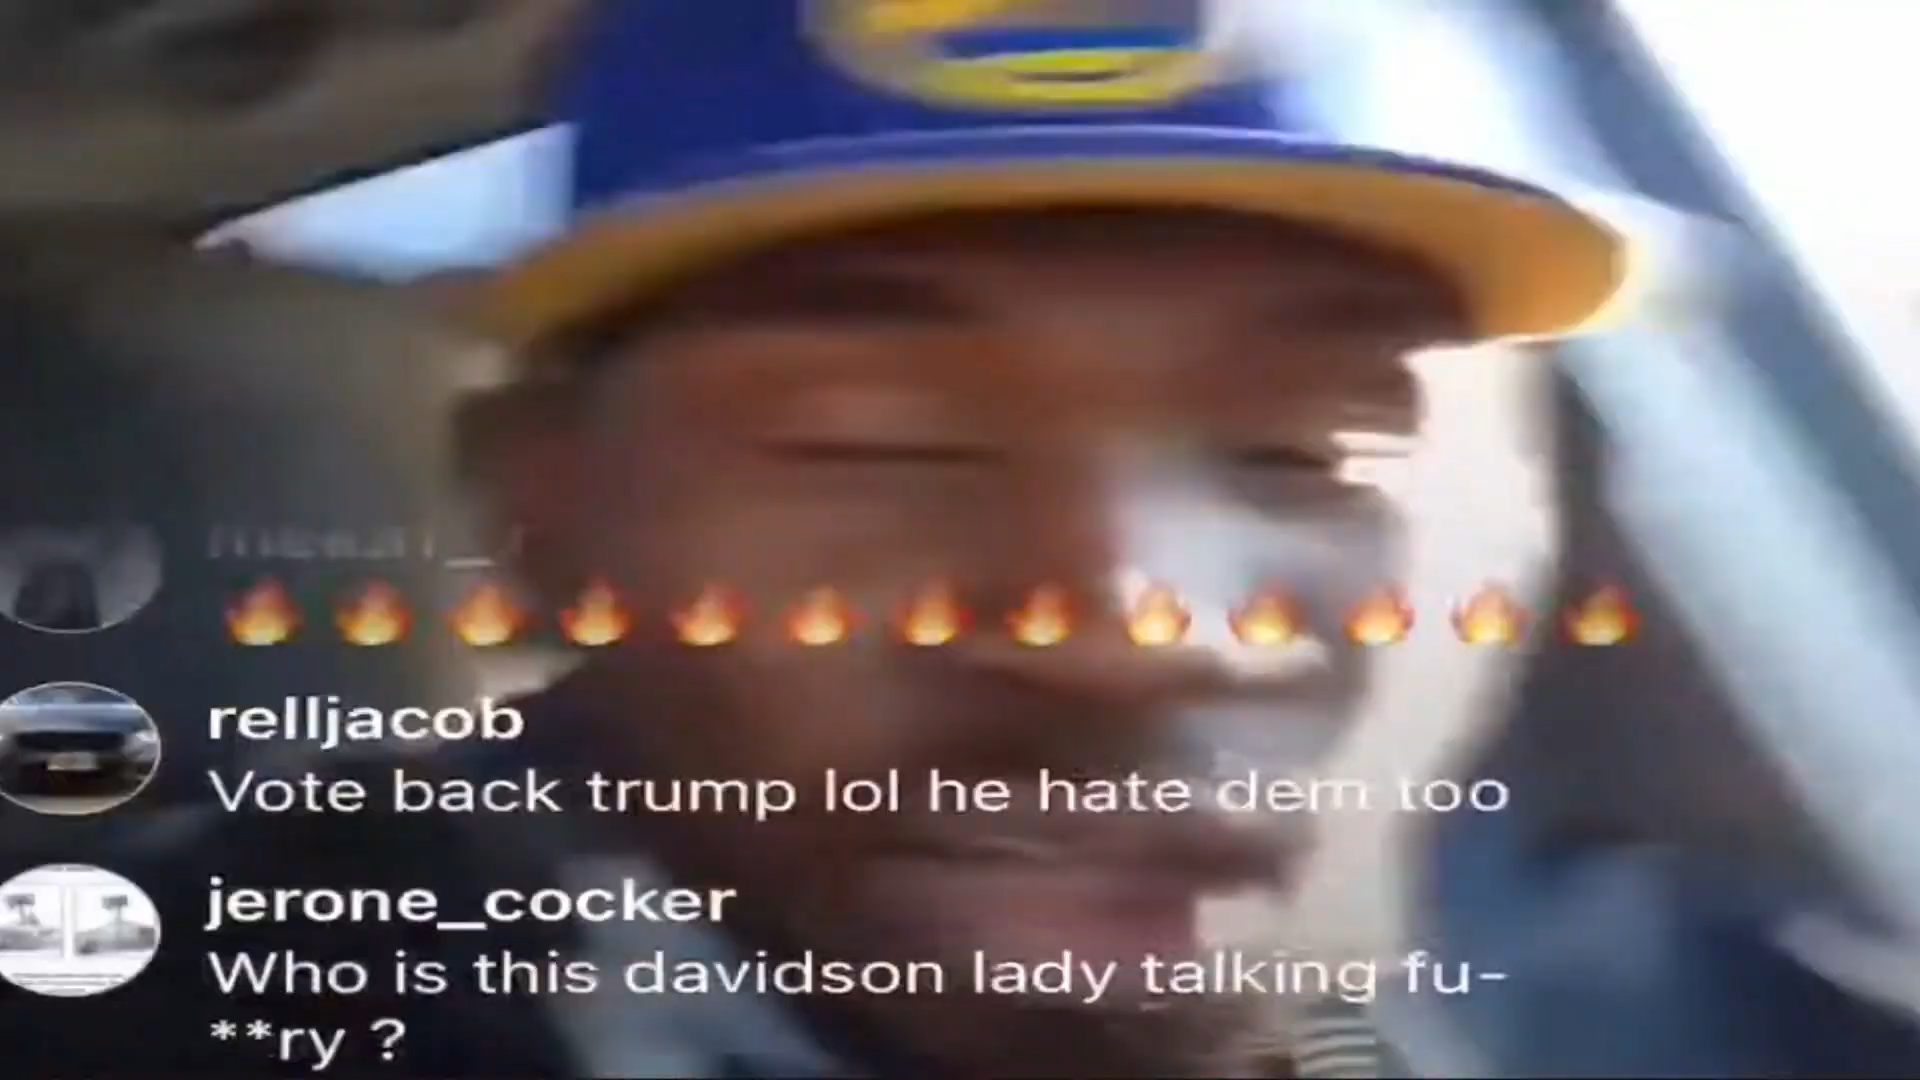 🔥🔥🔥🔥🔥🔥🔥🔥🔥🔥🔥🔥🔥
relljacob
Vote back trump lol he hate dem too
jerone_cocker
Who is this davidson lady talking fu-
**ry ?